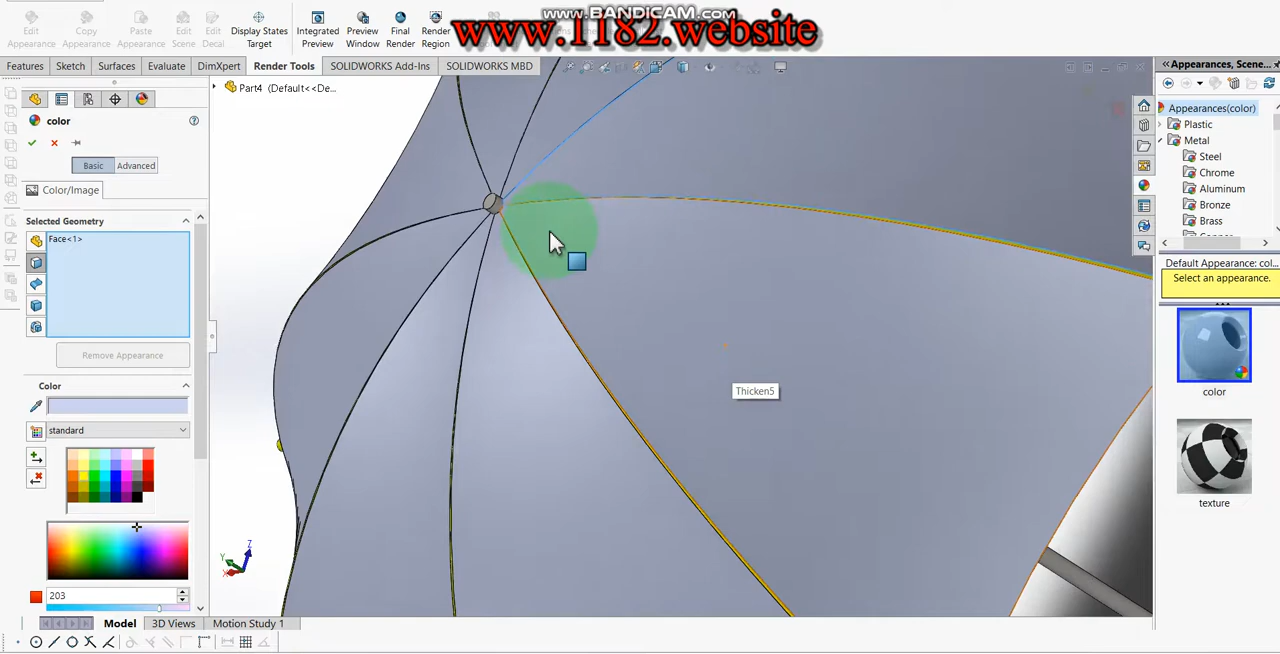 www.BANDICAM.com
www.1182.website
Edit Appearance
Copy Appearance
Paste Appearance
Edit Scene
Edit Decal
Display States Target
Integrated Preview
Preview Window
Final Render
Render Region
Features Sketch Surfaces Evaluate DimXpert Render Tools SOLIDWORKS Add-Ins SOLIDWORKS MBD
Part4 (Default<<De...
color
Basic Advanced
Color/Image
Selected Geometry
Face<1>
Remove Appearance
Color
standard
203
Thicken5
Z
Y
X
Appearances, Scene...
Appearances(color)
Plastic
Metal
Steel
Chrome
Aluminum
Bronze
Brass
Default Appearance: col...
Select an appearance.
color
texture
Model 3D Views Motion Study 1